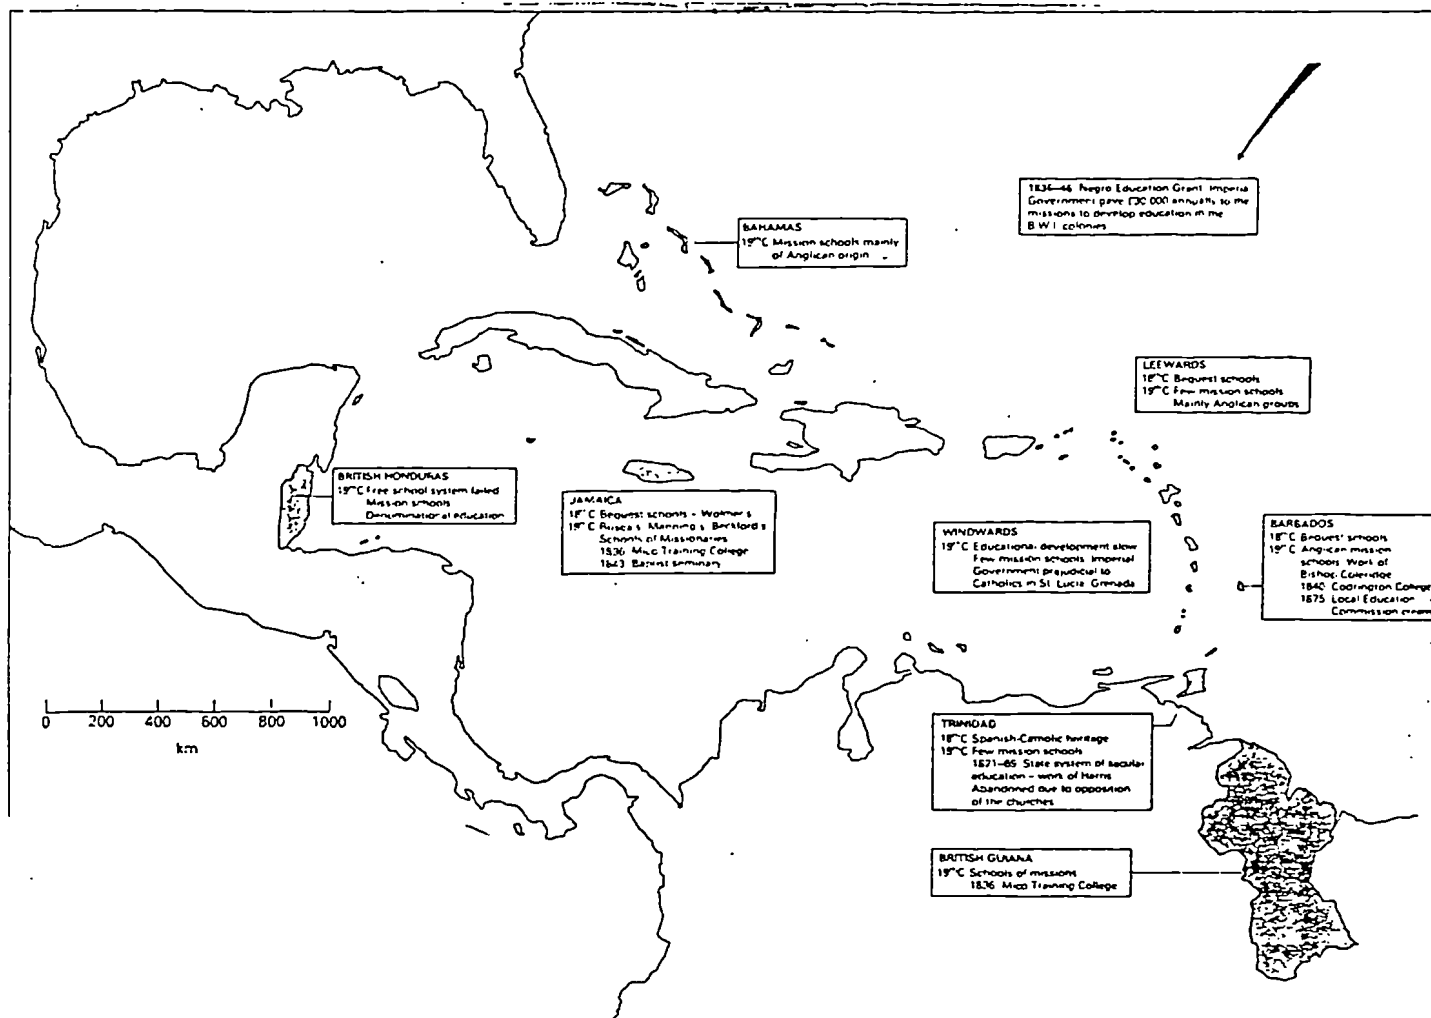 1836–46 Negro Education Grant. Imperia
Government gave £30 000 annually to the
missions to develop education in the
B.W.I. colonies
BAHAMAS
19thC Mission schools mainly
of Anglican origin
LEEWARDS
18thC Bequest schools
19thC Few mission schools
Mainly Anglican groups
BRITISH HONDURAS
19thC Free school system failed
Mission schools
Denominational education
JAMAICA
18thC Bequest schools – Wolmer's
19thC Rusea's Manning's Beckford's
Schools of Missionaries
1836 Mico Training College
1843 Baptist seminary
WINDWARDS
19thC Educational development slow
Few mission schools. Imperial
Government prejudicial to
Catholics in St. Lucia, Grenada
BARBADOS
18thC Bequest schools
19thC Anglican mission
schools. Work of
Bishop Coleridge
1840 Codrington College
1875 Local Education
Commission
0 200 400 600 800 1000
km
TRINIDAD
18thC Spanish-Catholic heritage
19thC Few mission schools
State system of secular
education – work of Harris
Abandoned due to opposition
of the churches
BRITISH GUIANA
19thC Schools of missions
1836 Mico Training College